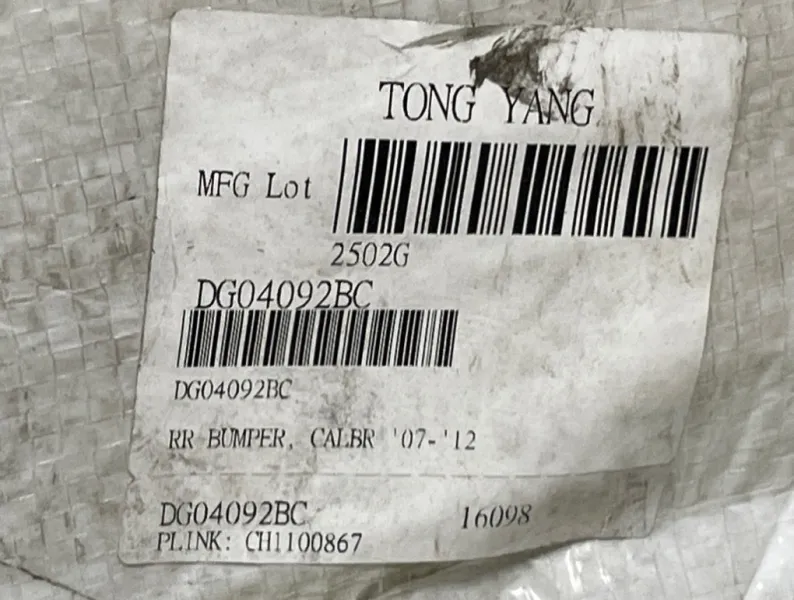 TONG YANG
MFG Lot
2502G
DG04092BC
DG04092BC
RR BUMPER, CALBR '07-'12
DG04092BC 16098
PLINK: CH1100867